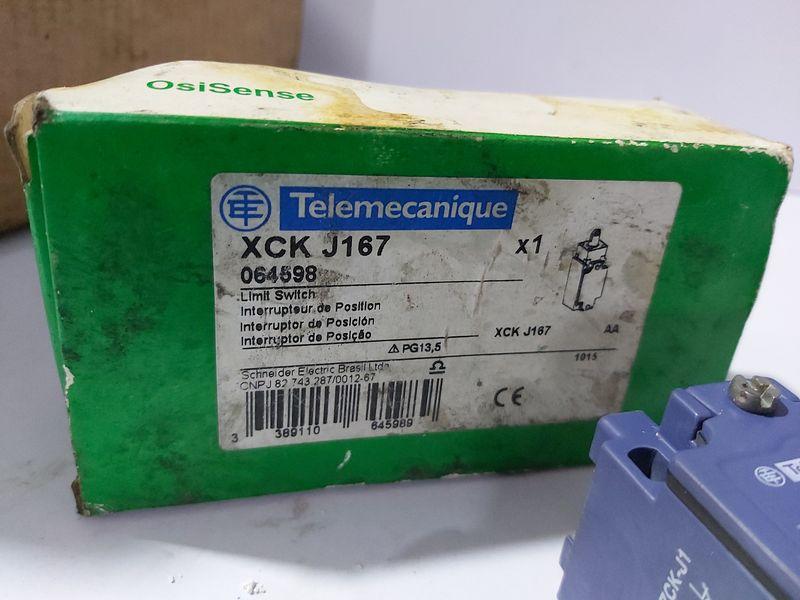 OsiSense
Telemecanique
XCK J167 x1
064598
Limit Switch
Interrupteur de Position
Interruptor de Posición
Interruptor de Posição
XCK J167 AA
⚠ PG13,5
1015
Schneider Electric Brasil Ltda
CNPJ 82 743 287/0012-67
CE
3 389110 645989
Tele
ZCK-J1